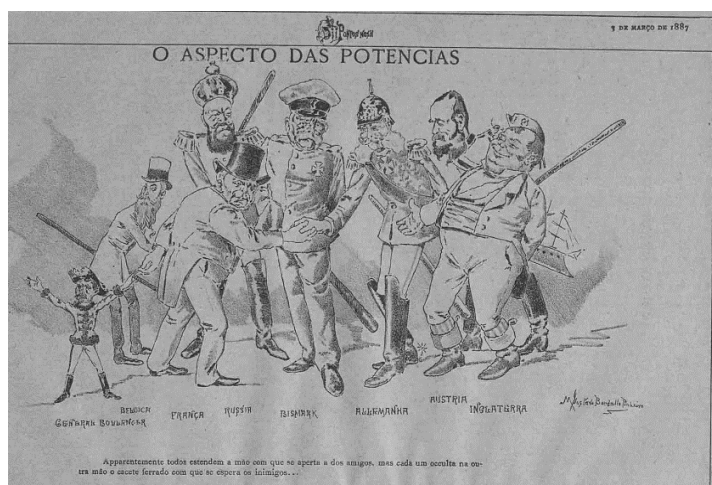 7 DE MARÇO DE 1887
O ASPECTO DAS POTENCIAS
GENERAL BOULENGER
BELGICA
FRANÇA
RUSSIA
BISMARK
ALLEMANHA
AUSTRIA
INGLATERRA
Apparentemente todos estendem a mão com que se aperta a dos amigos, mas cada um occulta na ou-
tra mão o cacete ferrado com que se espera os inimigos...